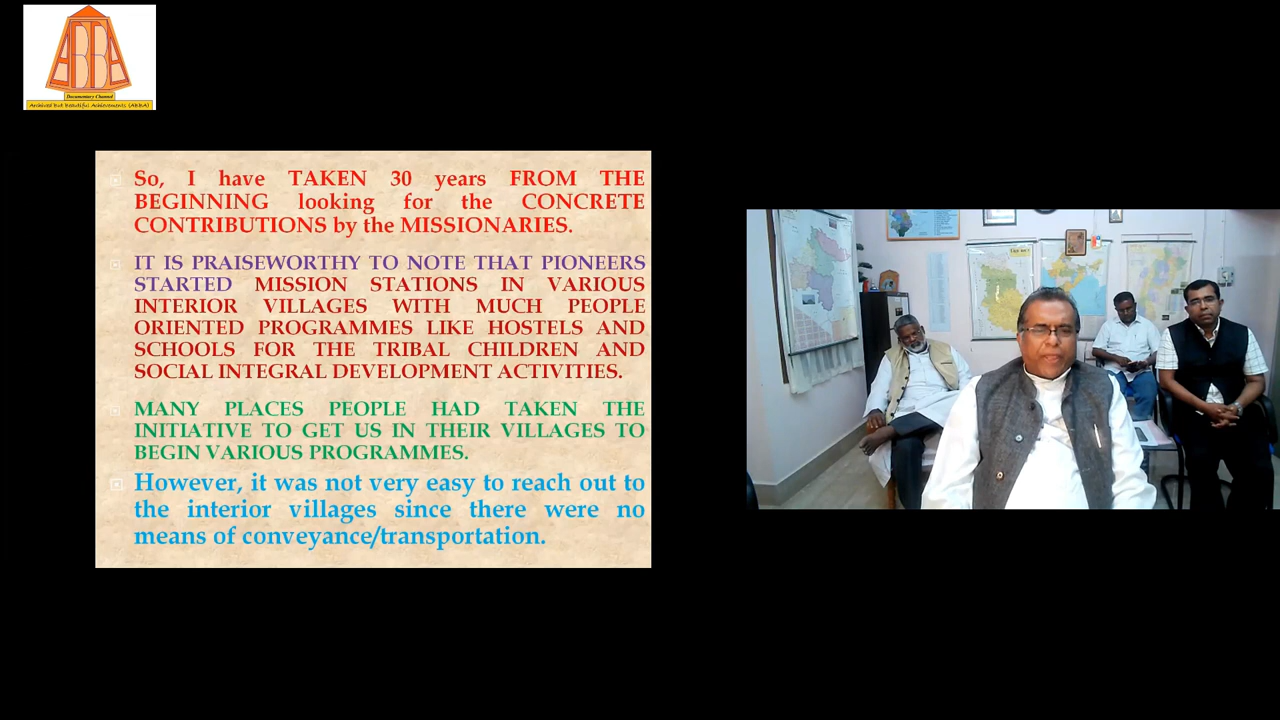 ABBA
Documentary Channel
Archived but Beautiful Achievements (ABBA)
So, I have TAKEN 30 years FROM THE
BEGINNING looking for the CONCRETE
CONTRIBUTIONS by the MISSIONARIES.
IT IS PRAISEWORTHY TO NOTE THAT PIONEERS
STARTED MISSION STATIONS IN VARIOUS
INTERIOR VILLAGES WITH MUCH PEOPLE
ORIENTED PROGRAMMES LIKE HOSTELS AND
SCHOOLS FOR THE TRIBAL CHILDREN AND
SOCIAL INTEGRAL DEVELOPMENT ACTIVITIES.
MANY PLACES PEOPLE HAD TAKEN THE
INITIATIVE TO GET US IN THEIR VILLAGES TO
BEGIN VARIOUS PROGRAMMES.
However, it was not very easy to reach out to
the interior villages since there were no
means of conveyance/transportation.